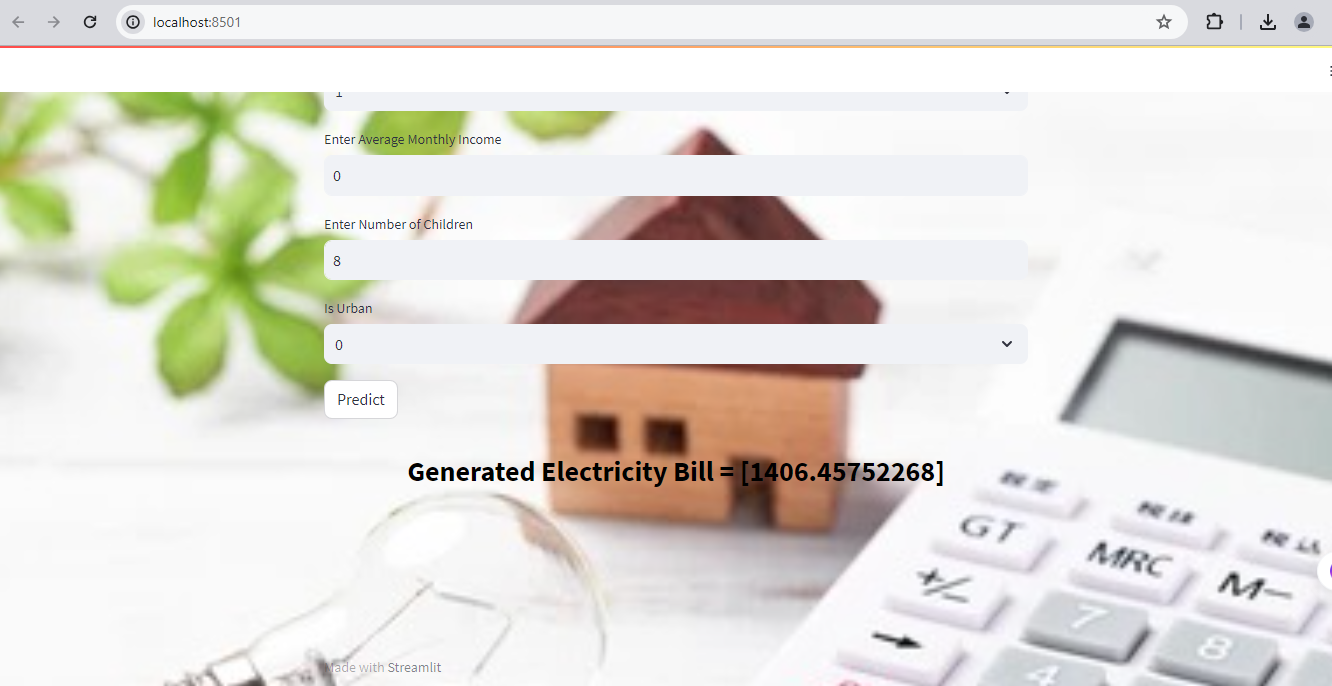 localhost:8501
1
Enter Average Monthly Income
0
Enter Number of Children
8
Is Urban
0
Predict
Generated Electricity Bill = [1406.45752268]
GT
MRC
+/-
M-
7
8
4
Made with Streamlit